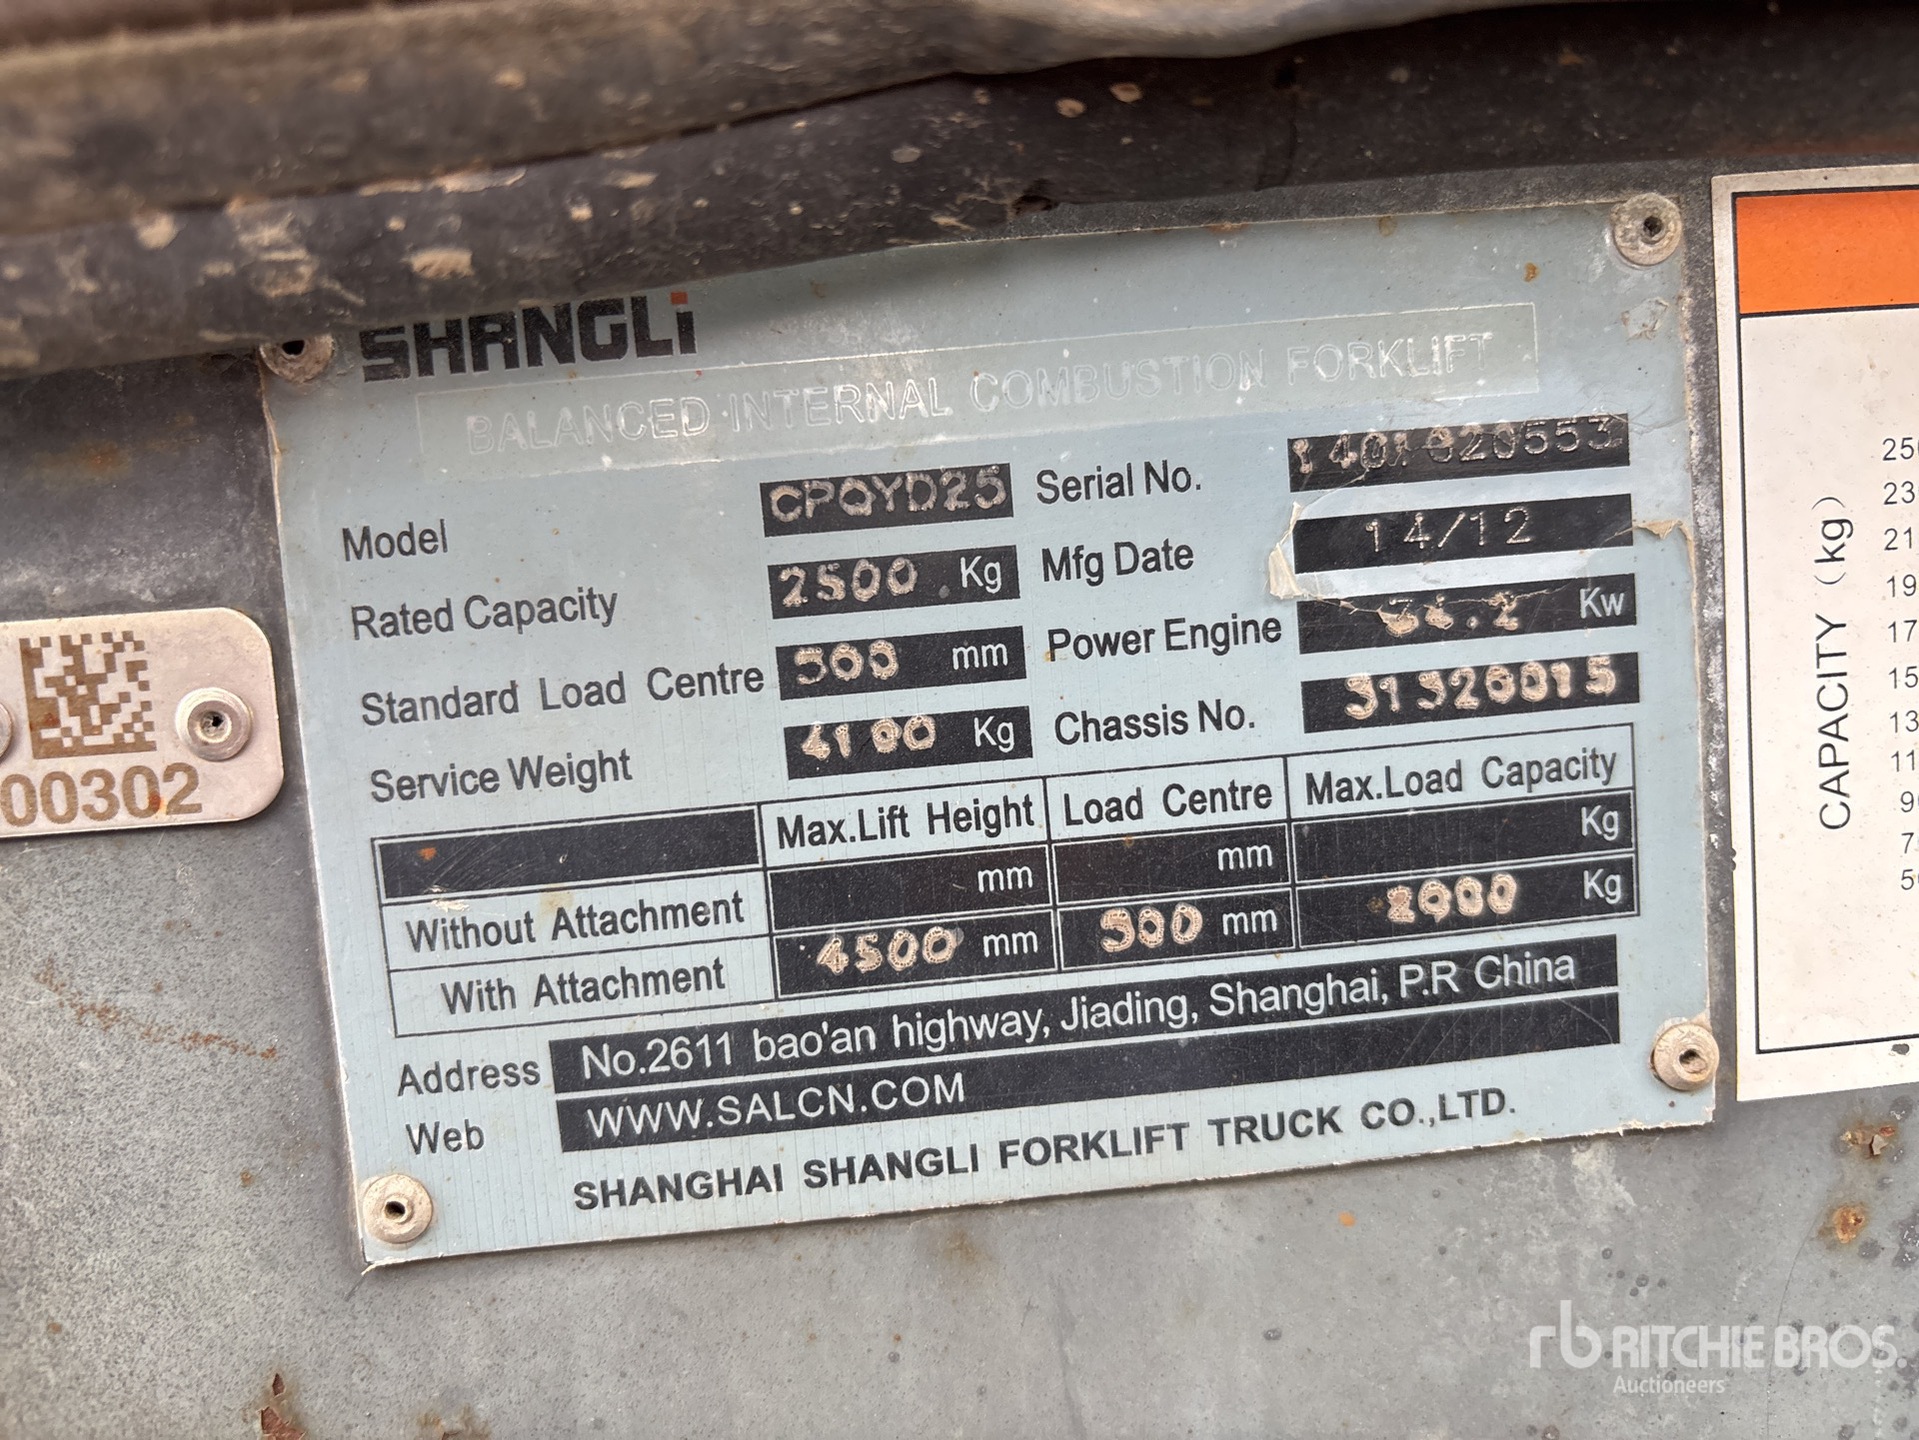 SHANGLi
BALANCED INTERNAL COMBUSTION FORKLIFT
Model CPQYD25 Serial No. 1401020553
Rated Capacity 2500 Kg Mfg Date 14/12
Standard Load Centre 500 mm Power Engine Kw
Service Weight 4100 Kg Chassis No. 31320015
Max.Lift Height Load Centre Max.Load Capacity
Without Attachment mm mm Kg
With Attachment 4500 mm 500 mm Kg
Address No.2611 bao'an highway, Jiading, Shanghai, P.R China
Web WWW.SALCN.COM
SHANGHAI SHANGLI FORKLIFT TRUCK CO.,LTD.
00302
CAPACITY (kg)
rb RITCHIE BROS.
Auctioneers